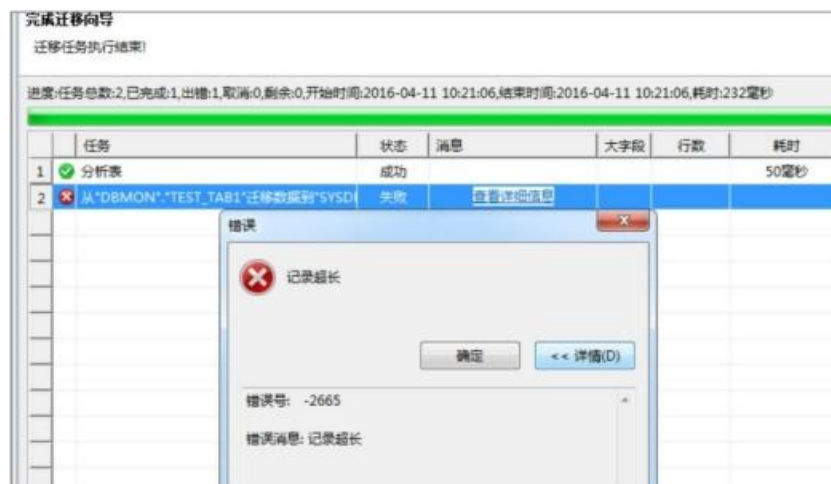 完成迁移向导
迁移任务执行结束!
进度:任务总数:2,已完成:1,出错:1,取消:0,剩余:0,开始时间:2016-04-11 10:21:06,结束时间:2016-04-11 10:21:06,耗时:232毫秒
任务 状态 消息 大字段 行数 耗时
1 分析表 成功 50毫秒
2 从"DBMON"."TEST_TAB1"迁移数据到"SYSD 失败 查看详细信息
错误
记录超长
确定 << 详情(D)
错误号: -2665
错误消息: 记录超长